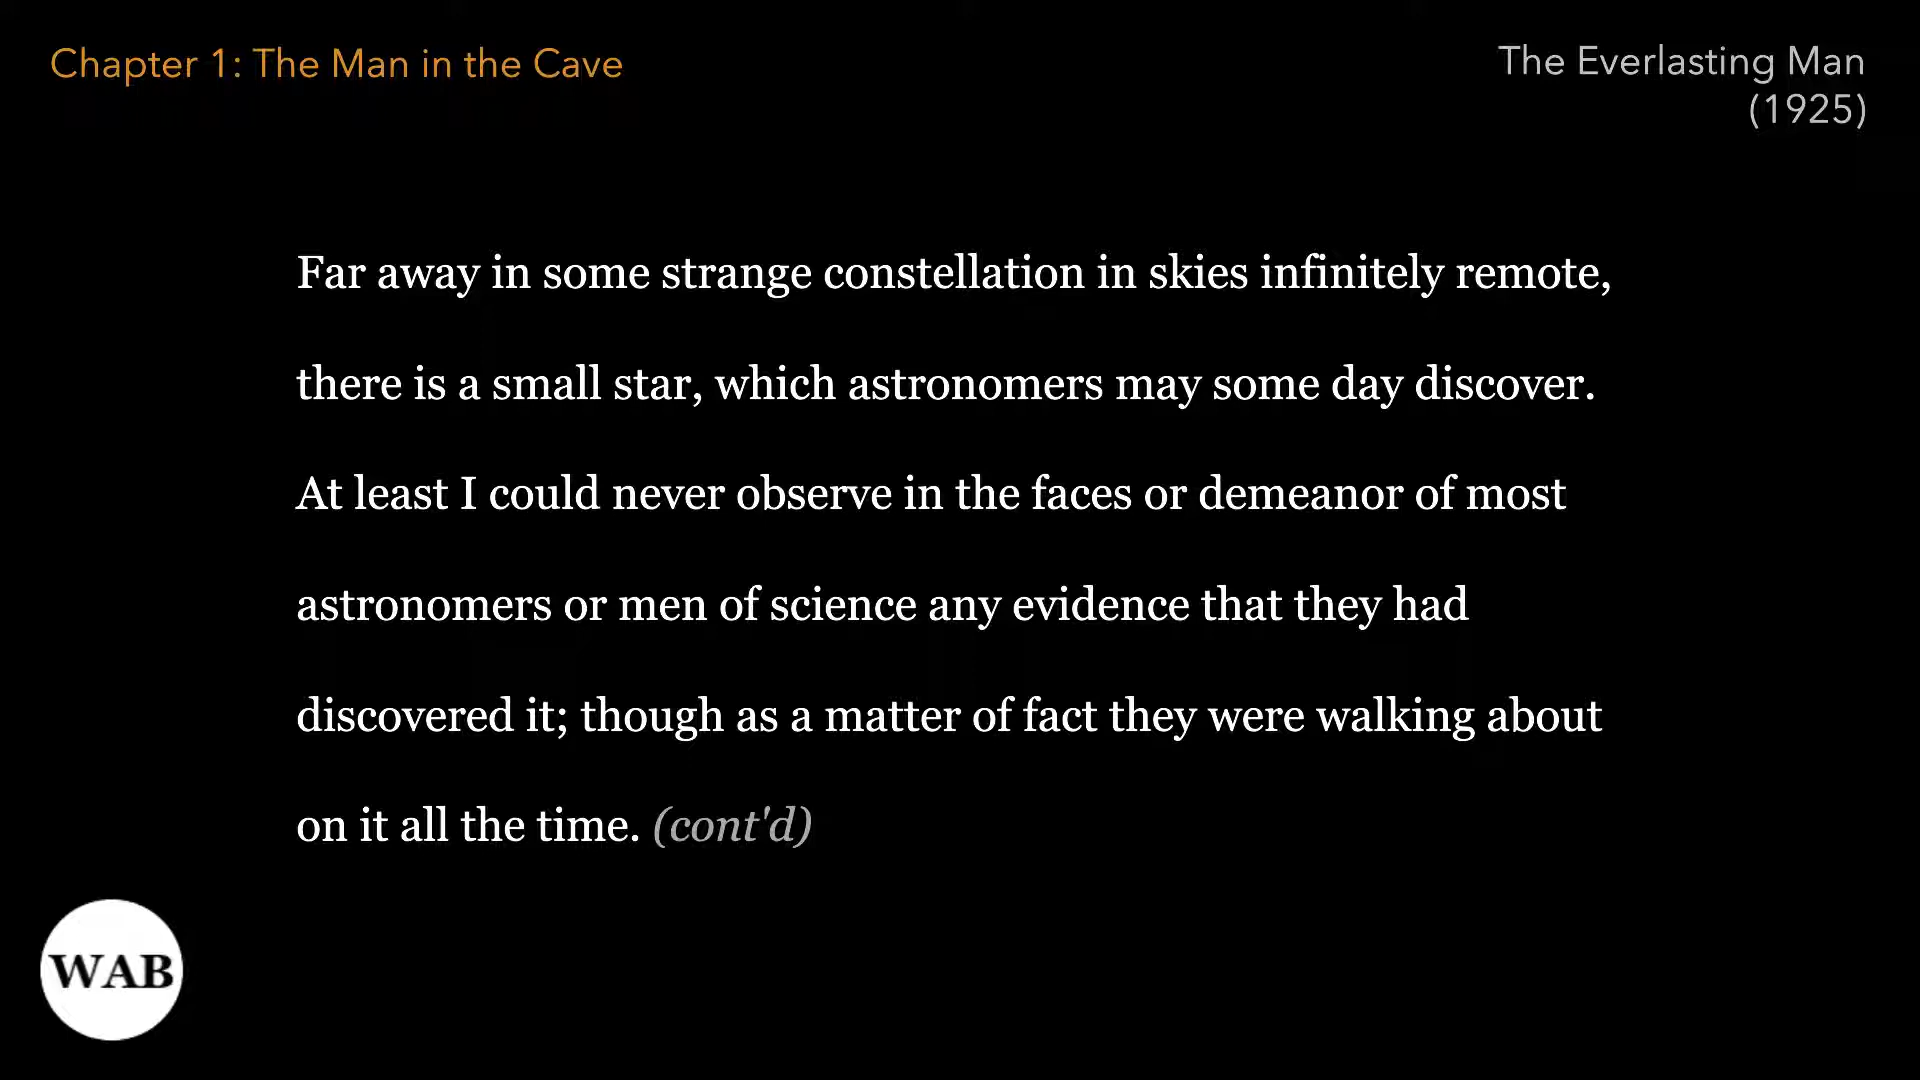 Chapter 1: The Man in the Cave
The Everlasting Man
(1925)
Far away in some strange constellation in skies infinitely remote,
there is a small star, which astronomers may some day discover.
At least I could never observe in the faces or demeanor of most
astronomers or men of science any evidence that they had
discovered it; though as a matter of fact they were walking about
on it all the time. (cont'd)
WAB